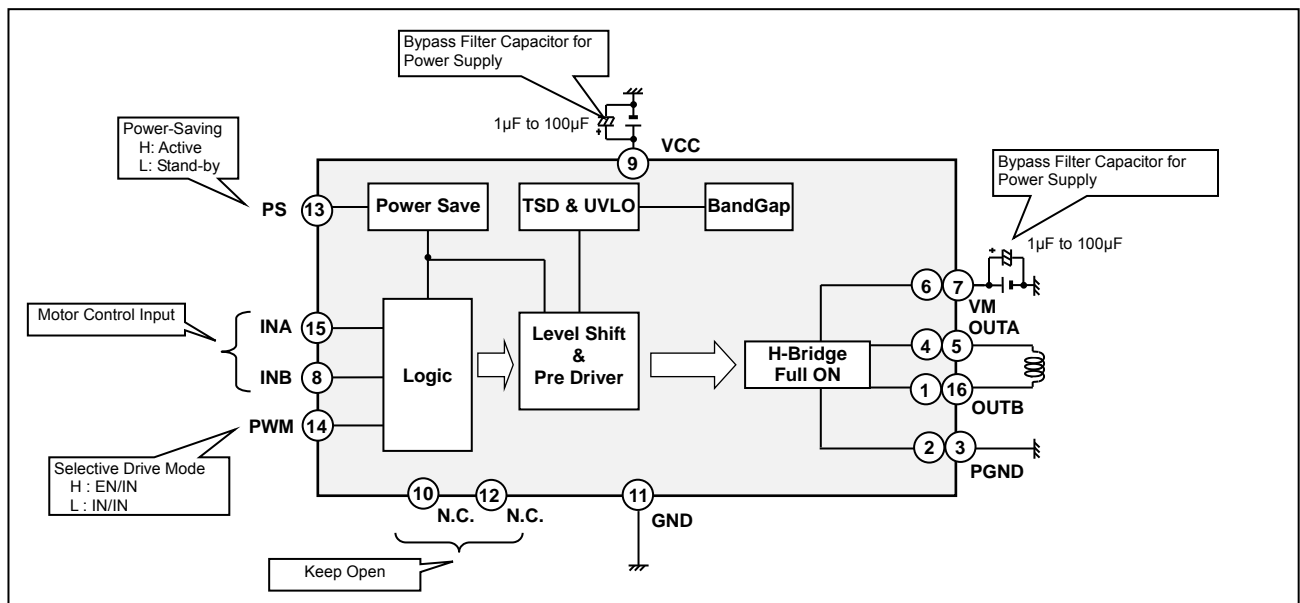 Bypass Filter Capacitor for
Power Supply
1µF to 100µF
+
VCC
9
Power-Saving
H: Active
L: Stand-by
Bypass Filter Capacitor for
Power Supply
1µF to 100µF
+
PS
13
Power Save
TSD & UVLO
BandGap
6
7
VM
Motor Control Input
INA
15
INB
8
PWM
14
Logic
Level Shift
&
Pre Driver
H-Bridge
Full ON
OUTA
4
5
1
16
OUTB
2
3
PGND
Selective Drive Mode
H : EN/IN
L : IN/IN
10
N.C.
12
N.C.
11
GND
Keep Open